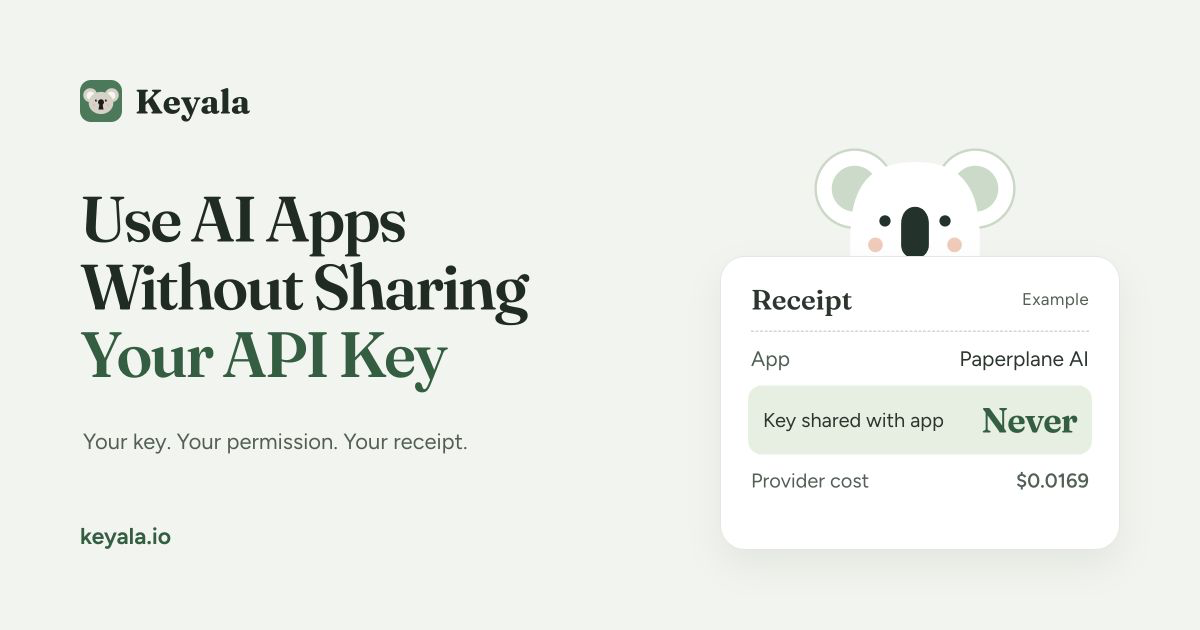 Keyala
Use AI Apps
Without Sharing
Your API Key
Your key. Your permission. Your receipt.
keyala.io
Receipt Example
App Paperplane AI
Key shared with app Never
Provider cost $0.0169